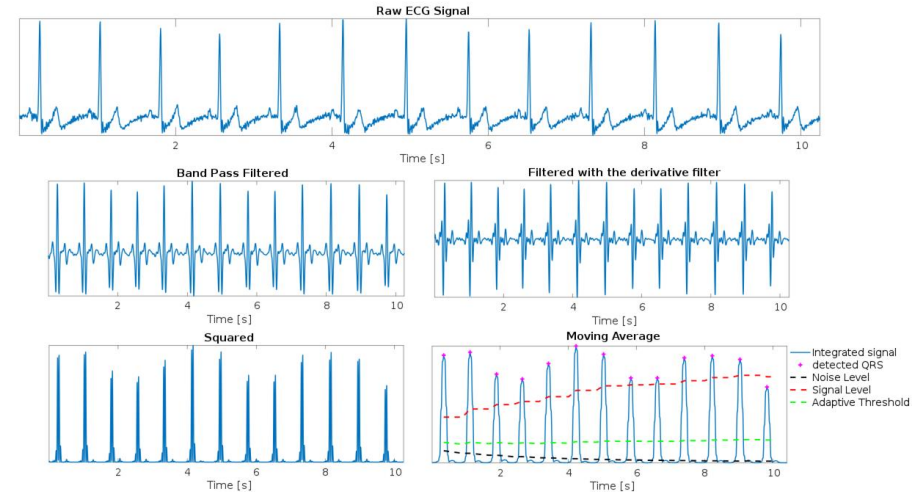 Raw ECG Signal
2 4 6 8 10
Time [s]
Band Pass Filtered
2 4 6 8 10
Time [s]
Filtered with the derivative filter
2 4 6 8 10
Time [s]
Squared
2 4 6 8 10
Time [s]
Moving Average
2 4 6 8 10
Time [s]
Integrated signal
detected QRS
Noise Level
Signal Level
Adaptive Threshold